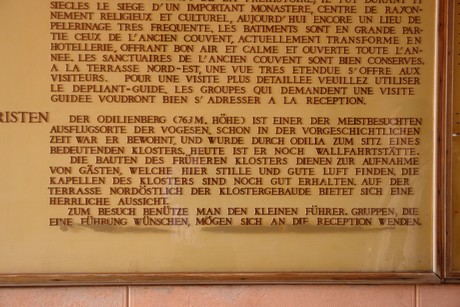 SIECLES LE SIEGE D'UN IMPORTANT MONASTERE, CENTRE DE RAYON-
NEMENT RELIGIEUX ET CULTUREL, AUJOURD'HUI ENCORE UN LIEU DE
PELERINAGE TRES FREQUENTE. LES BATIMENTS SONT EN GRANDE PAR-
TIE CEUX DE L'ANCIEN COUVENT, ACTUELLEMENT TRANSFORME EN
HOTELLERIE, OFFRANT BON AIR ET CALME ET OUVERTE TOUTE L'AN-
NEE. LES SANCTUAIRES DE L'ANCIEN COUVENT SONT BIEN CONSERVES.
A LA TERRASSE NORD-EST, UNE VUE TRES ETENDUE S'OFFRE AUX
VISITEURS. POUR UNE VISITE PLUS DETAILLEE VEUILLEZ UTILISER
LE DEPLIANT-GUIDE. LES GROUPES QUI DEMANDENT UNE VISITE
GUIDEE VOUDRONT BIEN S'ADRESSER A LA RECEPTION.
RISTEN DER ODILIENBERG (763 M. HÖHE) IST EINER DER MEISTBESUCHTEN
AUSFLUGSORTE DER VOGESEN, SCHON IN DER VORGESCHICHTLICHEN
ZEIT WAR ER BEWOHNT, UND WURDE DURCH ODILIA ZUM SITZ EINES
BEDEUTENDEN KLOSTERS. HEUTE IST ER NOCH WALLFAHRTSTÄTTE.
DIE BAUTEN DES FRÜHEREN KLOSTERS DIENEN ZUR AUFNAHME
VON GÄSTEN, WELCHE HIER STILLE UND GUTE LUFT FINDEN, DIE
KAPELLEN DES KLOSTERS SIND NOCH GUT ERHALTEN. AUF DER
TERRASSE NORDÖSTLICH DER KLOSTERGEBAUDE BIETET SICH EINE
HERRLICHE AUSSICHT.
ZUM BESUCH BENÜTZE MAN DEN KLEINEN FÜHRER. GRUPPEN, DIE
EINE FÜHRUNG WÜNSCHEN, MÖGEN SICH AN DIE RECEPTION WENDEN.